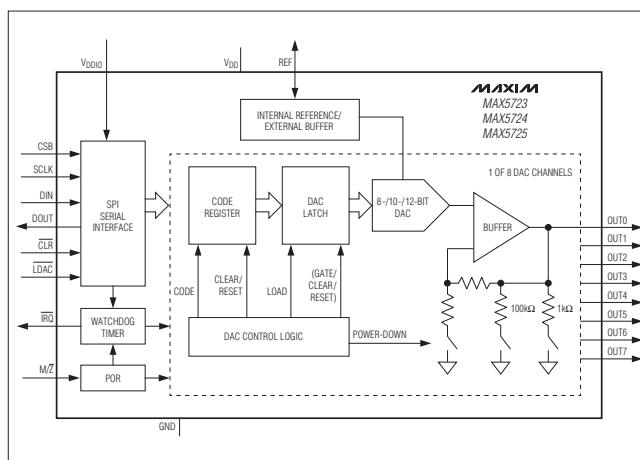 VDDIO
VDD
REF
MAXIM
MAX5723
MAX5724
MAX5725
INTERNAL REFERENCE/
EXTERNAL BUFFER
1 OF 8 DAC CHANNELS
CSB
SCLK
DIN
DOUT
CLR
LDAC
IRQ
M/Z
SPI
SERIAL
INTERFACE
CODE
REGISTER
DAC
LATCH
8-/10-/12-BIT
DAC
BUFFER
OUT0
OUT1
OUT2
OUT3
OUT4
OUT5
OUT6
OUT7
CODE
CLEAR/
RESET
LOAD
(GATE/
CLEAR/
RESET)
100kΩ
1kΩ
WATCHDOG
TIMER
DAC CONTROL LOGIC
POWER-DOWN
POR
GND